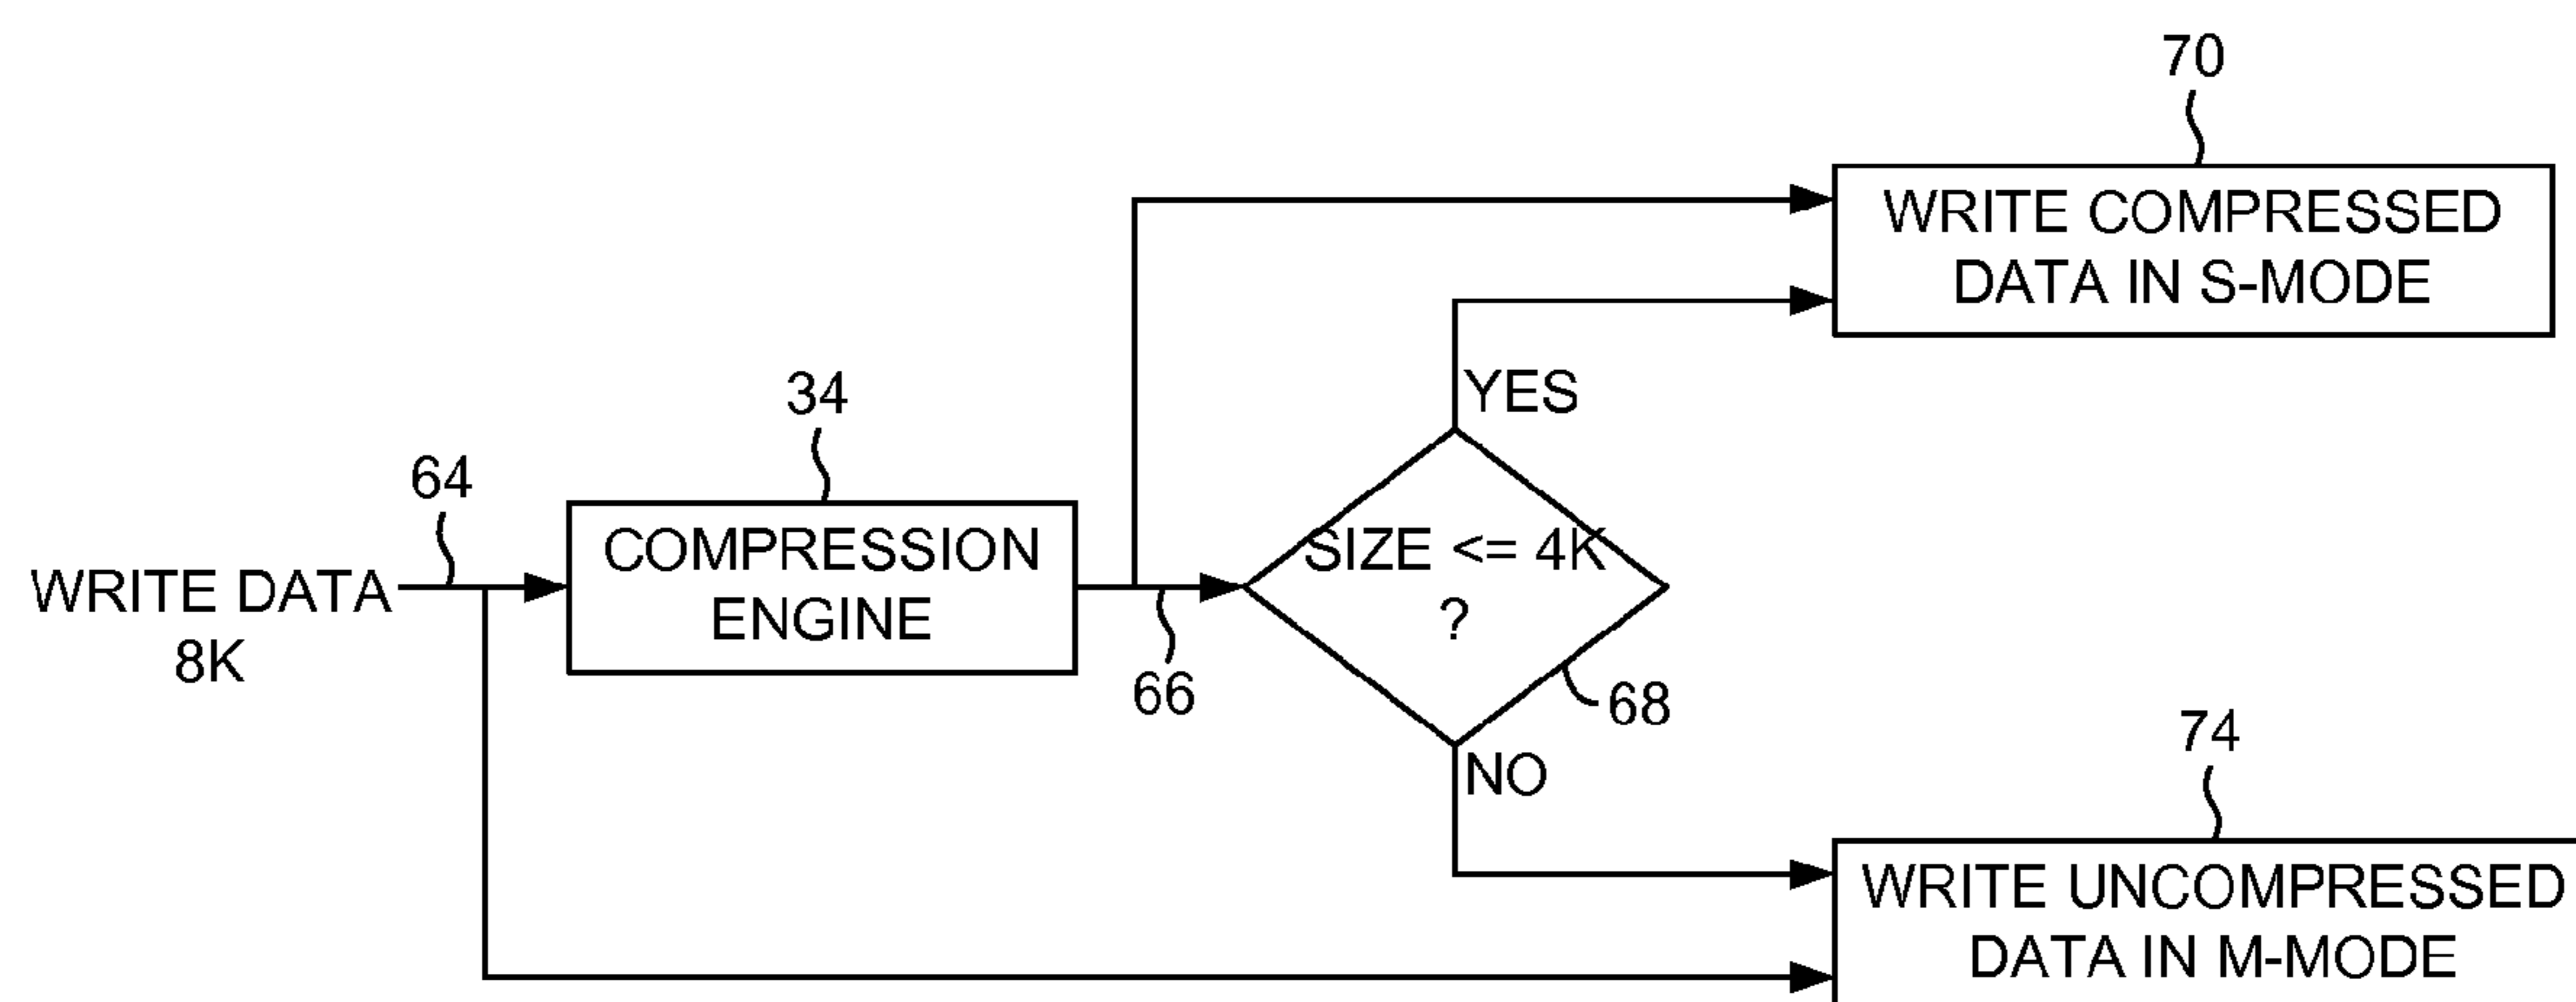 70
WRITE COMPRESSED
DATA IN S-MODE
YES
34
64
COMPRESSION
ENGINE
SIZE <= 4K
?
WRITE DATA
8K
66
68
NO
74
WRITE UNCOMPRESSED
DATA IN M-MODE